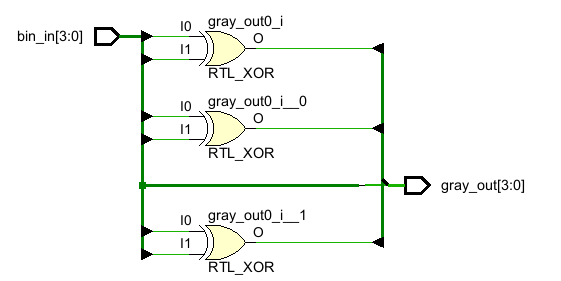 gray_out0_i
bin_in[3:0]
I0
O
I1
RTL_XOR
gray_out0_i__0
I0
O
I1
RTL_XOR
gray_out[3:0]
gray_out0_i__1
I0
O
I1
RTL_XOR